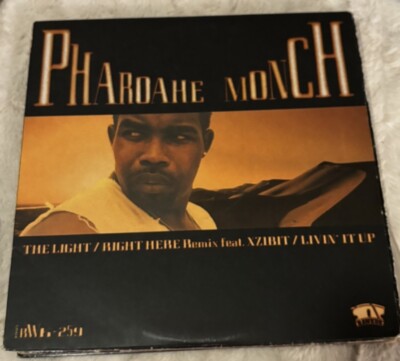 PHAROAHE MONCH
THE LIGHT / RIGHT HERE Remix feat. XZIBIT / LIVIN' IT UP